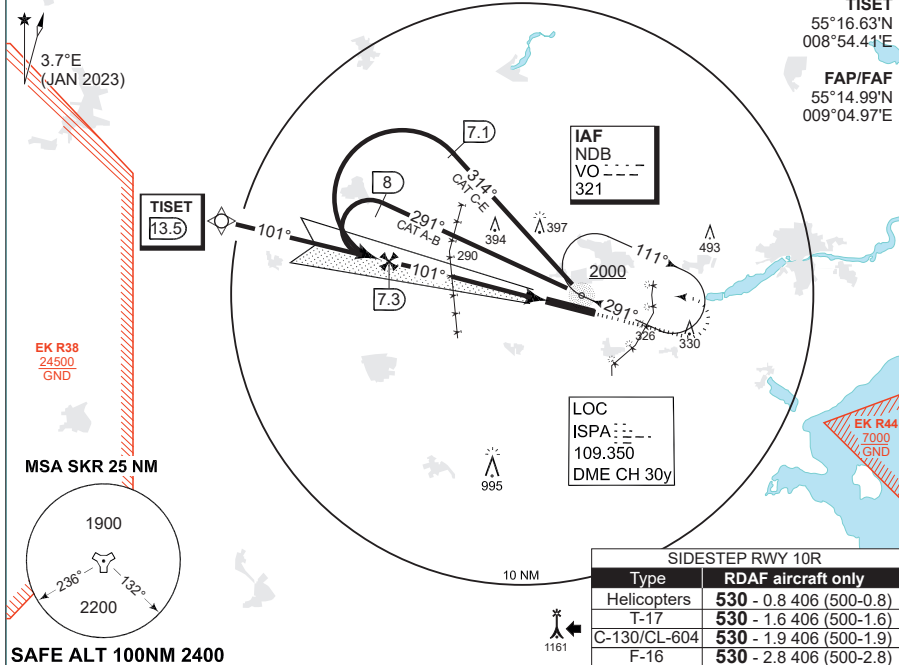 TISET
55°16.63'N
008°54.41'E
FAP/FAF
55°14.99'N
009°04.97'E
3.7°E
(JAN 2023)
7.1
314°
CAT C-E
8
291°
CAT A-B
IAF
NDB
VO
321
TISET
13.5
101°
101°
7.3
290
394
397
493
111°
2000
291°
326
330
EK R38
24500
GND
LOC
ISPA
109.350
DME CH 30y
EK R44
7000
GND
995
MSA SKR 25 NM
1900
236°
132°
2200
SAFE ALT 100NM 2400
10 NM
1161
SIDESTEP RWY 10R
Type RDAF aircraft only
Helicopters 530 - 0.8 406 (500-0.8)
T-17 530 - 1.6 406 (500-1.6)
C-130/CL-604 530 - 1.9 406 (500-1.9)
F-16 530 - 2.8 406 (500-2.8)